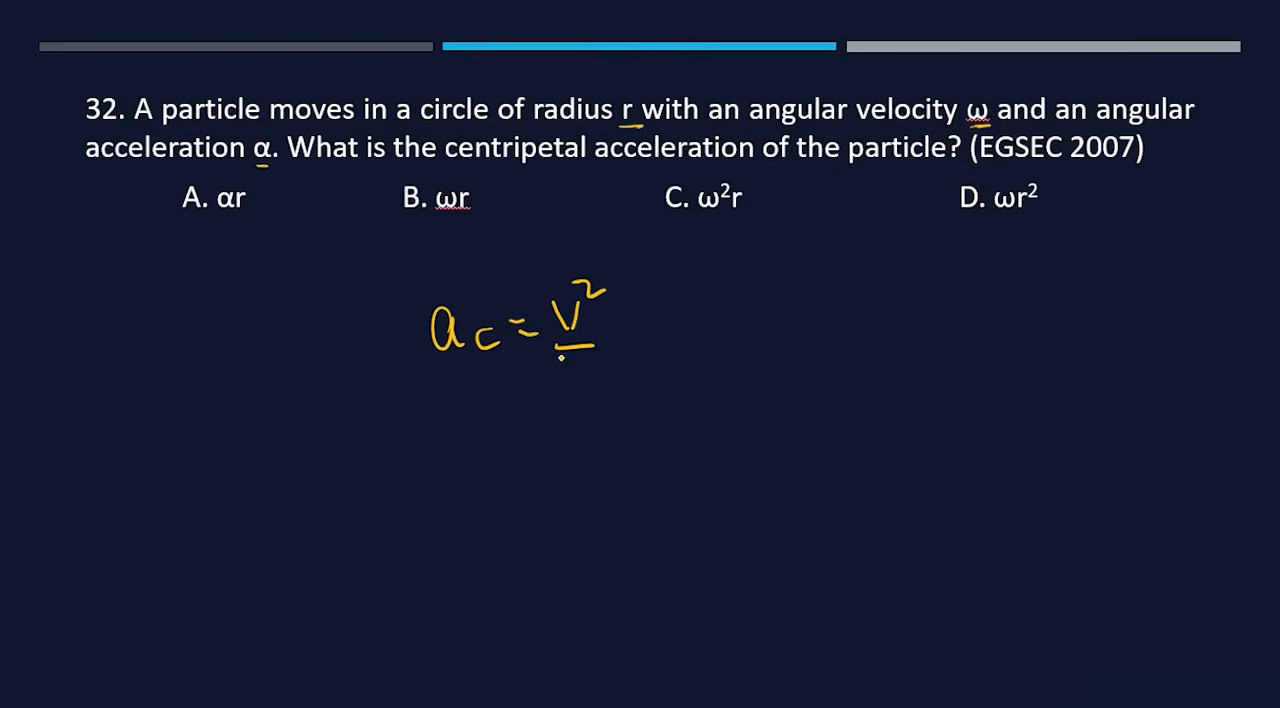 32. A particle moves in a circle of radius r with an angular velocity ω and an angular
acceleration α. What is the centripetal acceleration of the particle? (EGSEC 2007)
A. αr B. ωr C. ω²r D. ωr²
a_c = v²